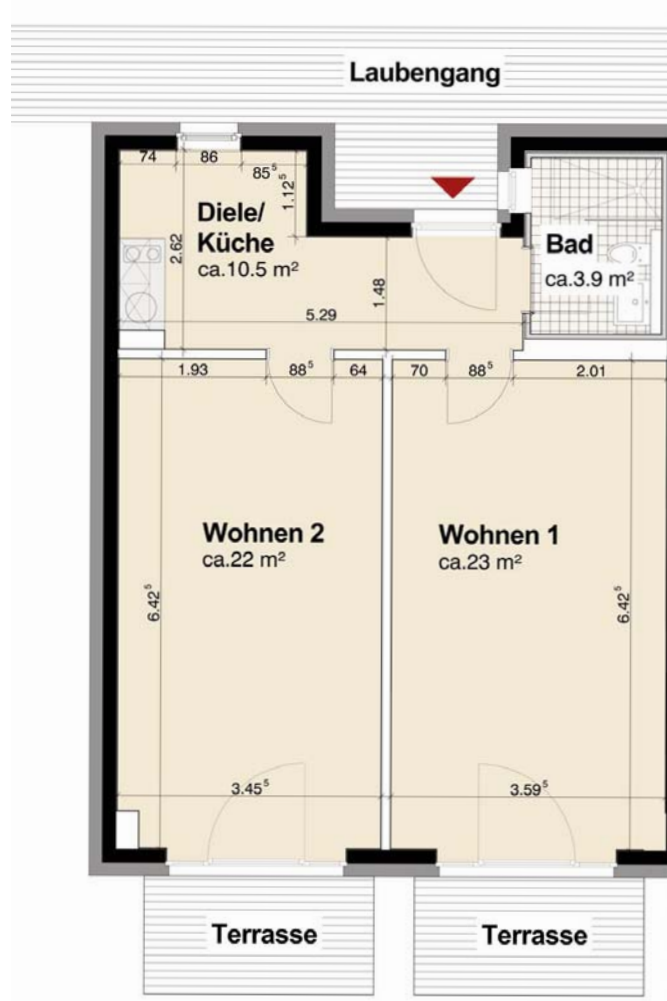 Laubengang
74
86
85⁵
1.12⁵
Diele/
Küche
ca.10.5 m²
2.62
Bad
ca.3.9 m²
1.48
5.29
1.93
88⁵
64
70
88⁵
2.01
Wohnen 2
ca.22 m²
Wohnen 1
ca.23 m²
6.42⁵
6.42⁵
3.45⁵
3.59⁵
Terrasse
Terrasse